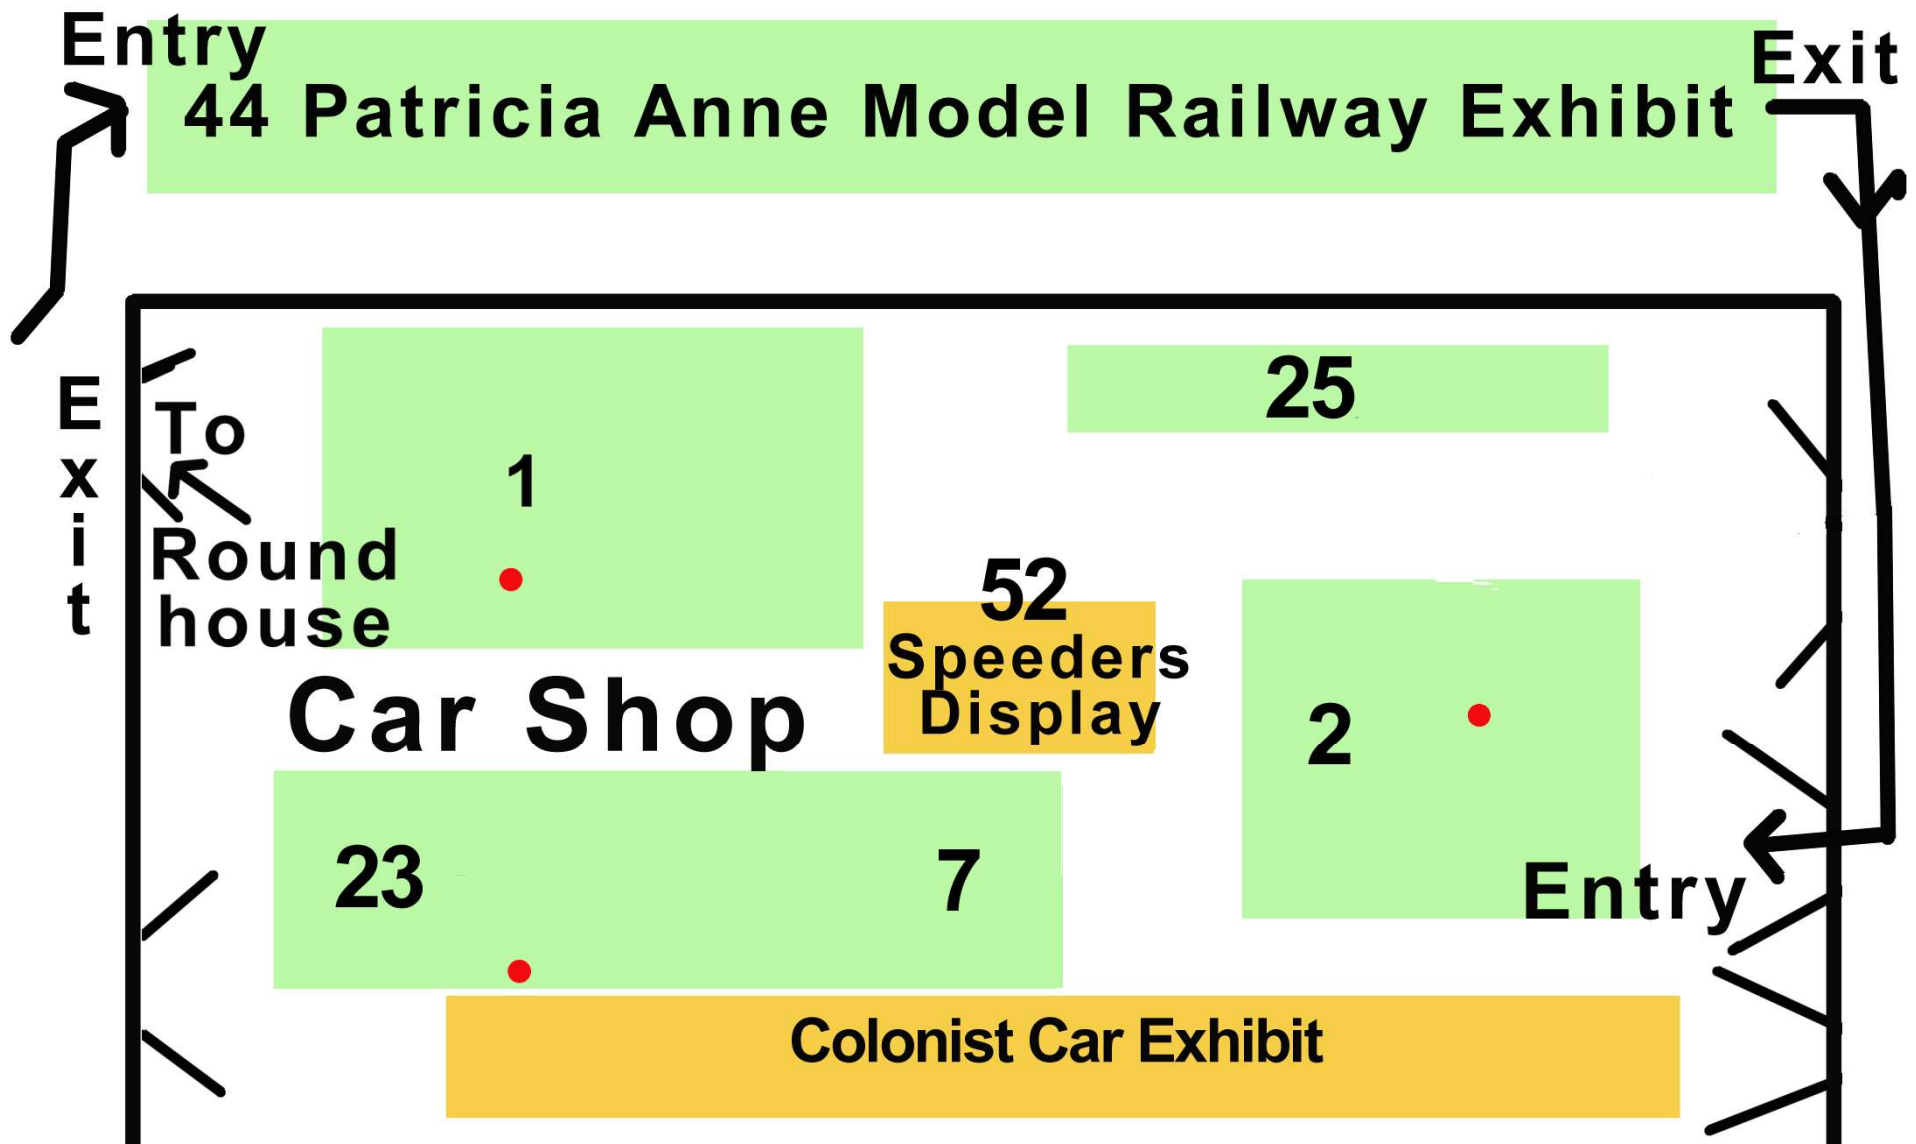 Entry
Exit
44 Patricia Anne Model Railway Exhibit
Exit
To
Round
house
1
25
52
Speeders
Display
Car Shop
2
23
7
Entry
Colonist Car Exhibit